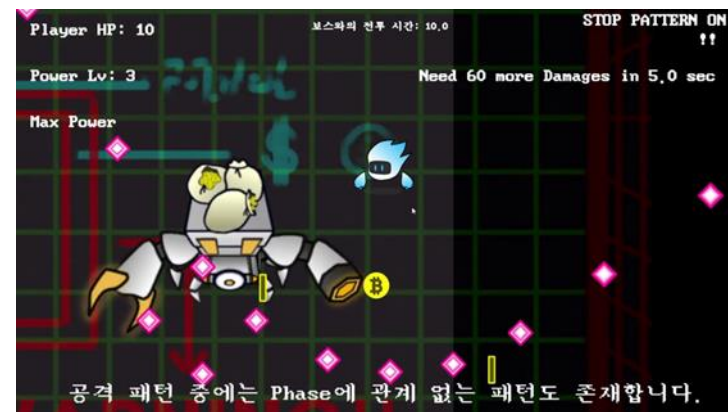 Player HP: 10
보스와의 전투 시간: 10.0
STOP PATTERN ON
!!
Power Lv: 3
Need 60 more Damages in 5.0 sec
Max Power
$
₿
공격 패턴 중에는 Phase에 관계 없는 패턴도 존재합니다.